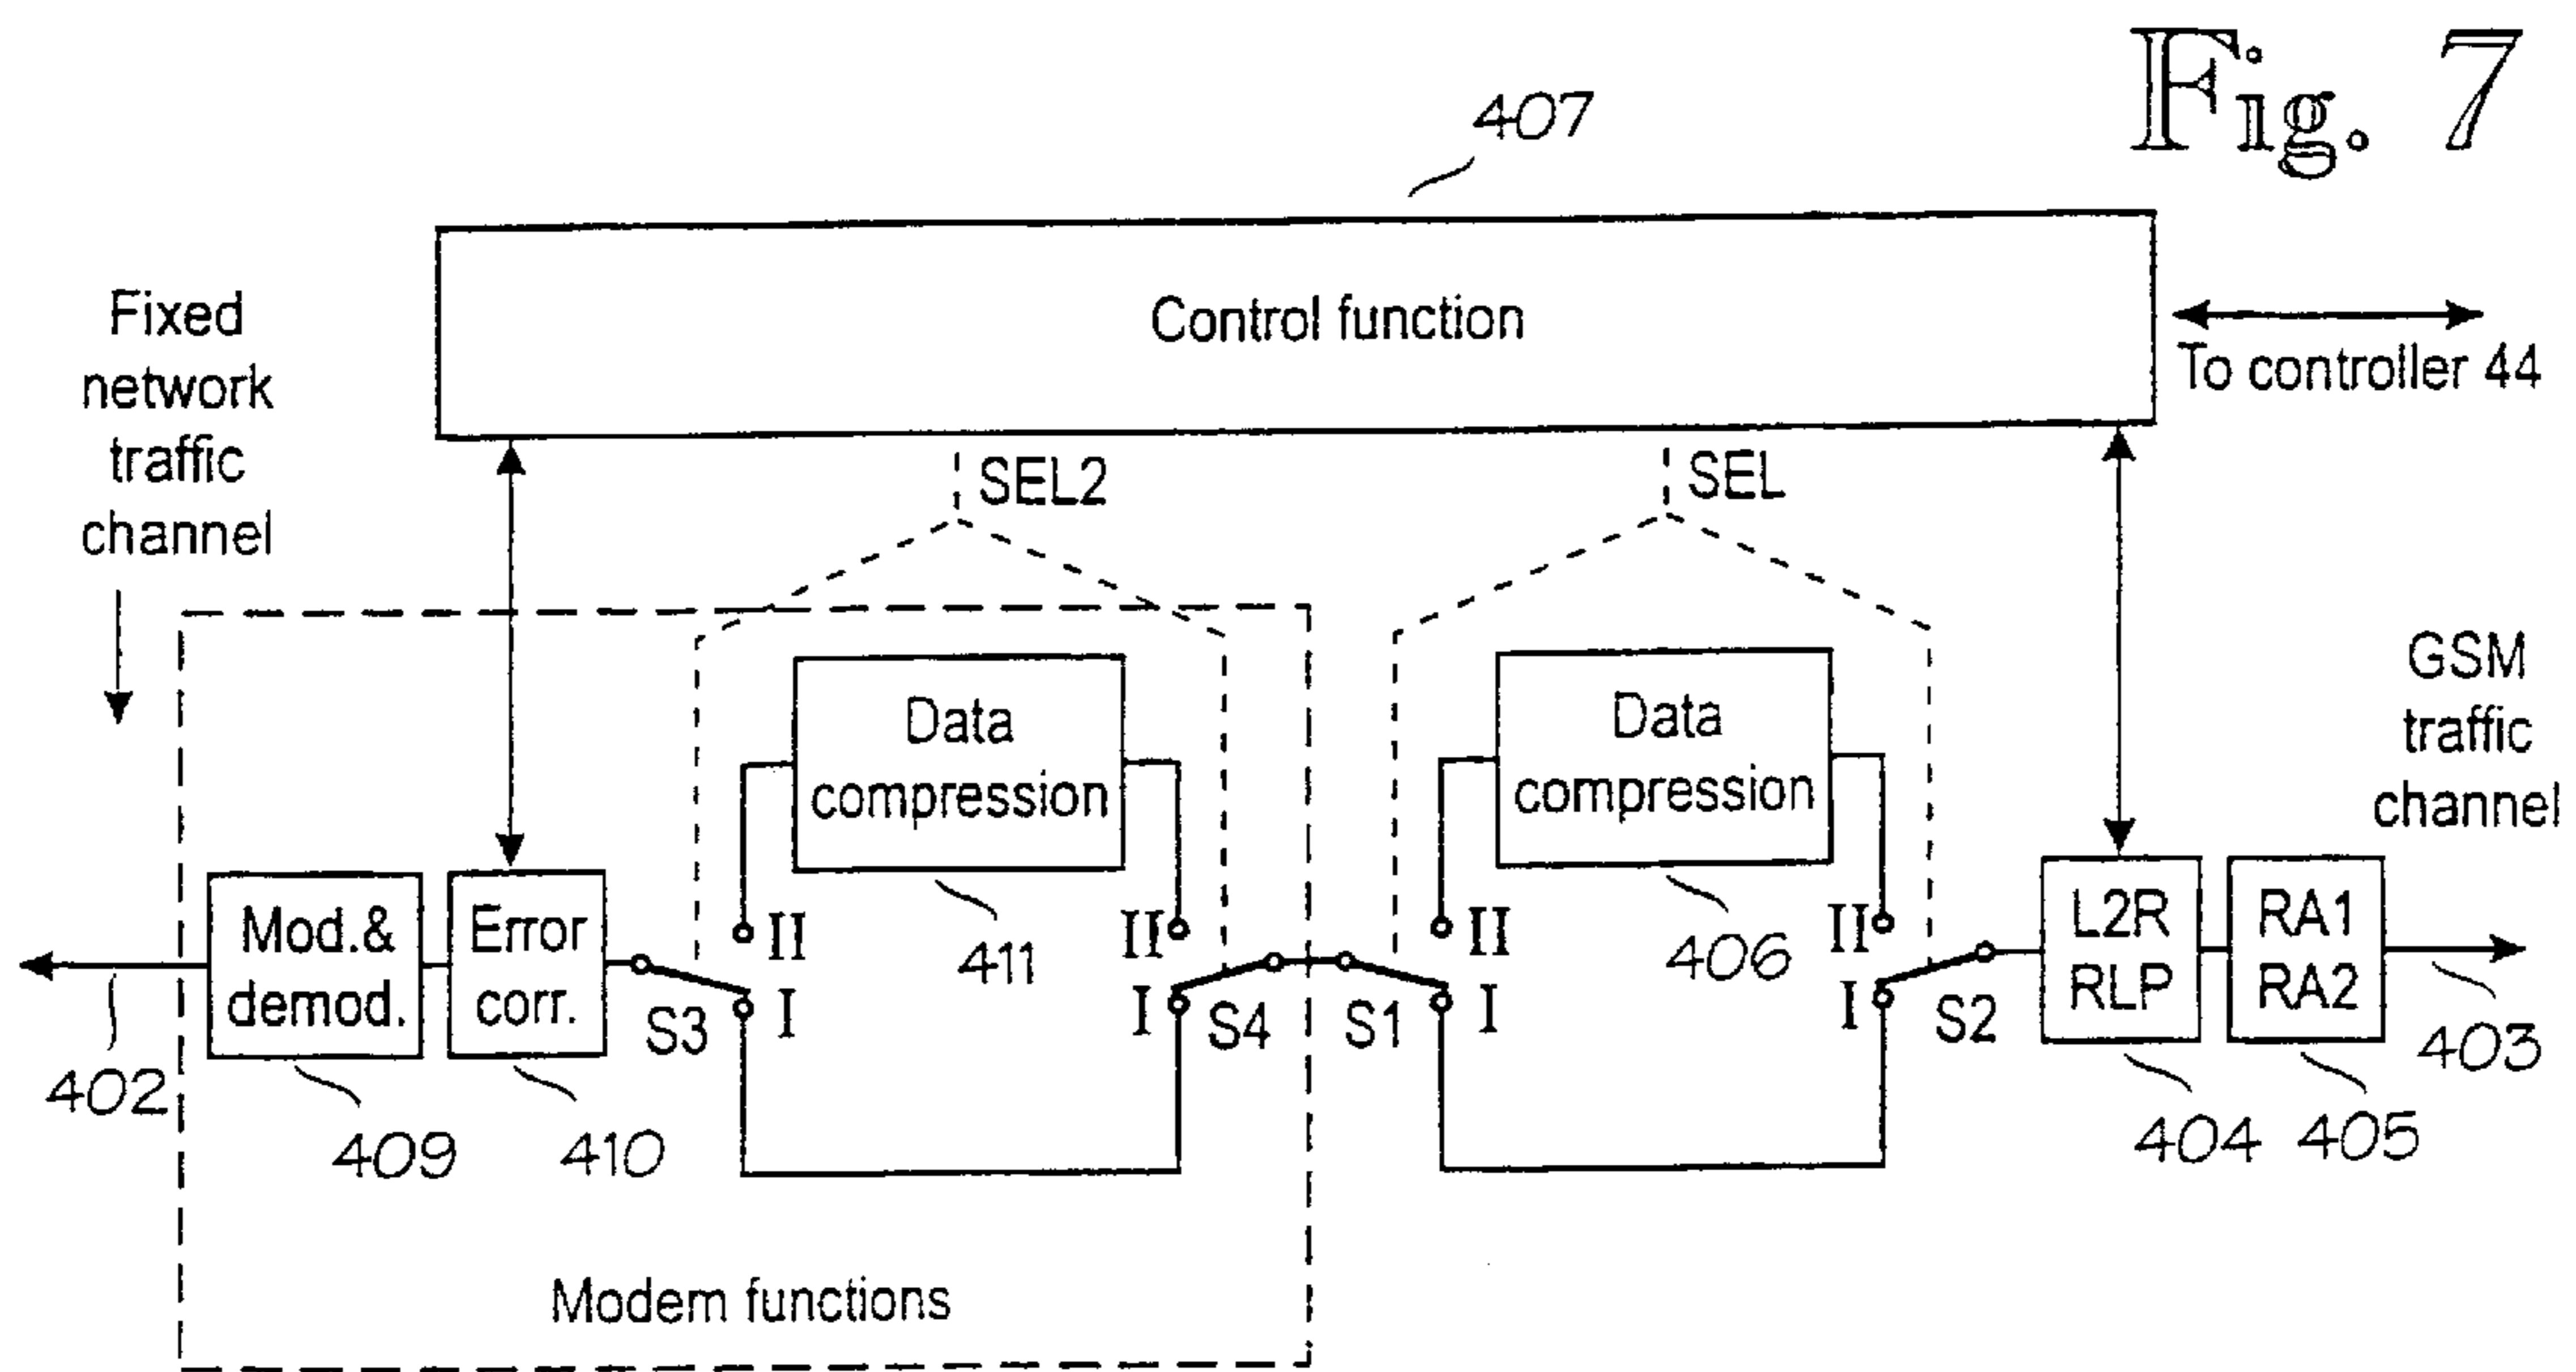 Fig. 7
407
Control function
To controller 44
Fixed
network
traffic
channel
SEL2
SEL
GSM
traffic
channel
Data
compression
411
Data
compression
406
II
II
II
II
Mod.&
demod.
Error
corr.
S3
I
I
S4
S1
I
I
S2
L2R
RLP
RA1
RA2
402
409
410
404
405
403
Modem functions